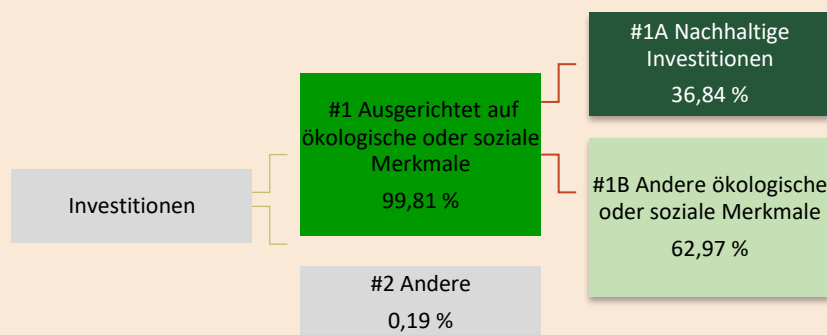 Investitionen
#1 Ausgerichtet auf
ökologische oder soziale
Merkmale
99,81 %
#2 Andere
0,19 %
#1A Nachhaltige
Investitionen
36,84 %
#1B Andere ökologische
oder soziale Merkmale
62,97 %